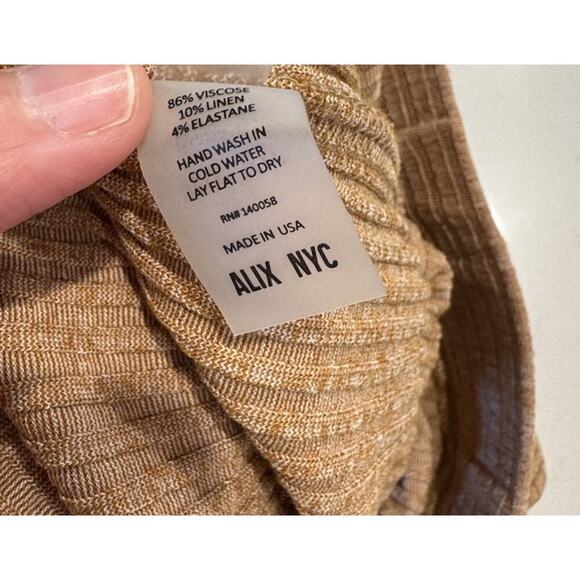 86% VISCOSE
10% LINEN
4% ELASTANE
HAND WASH IN
COLD WATER
LAY FLAT TO DRY
RN# 140058
MADE IN USA
ALIX NYC